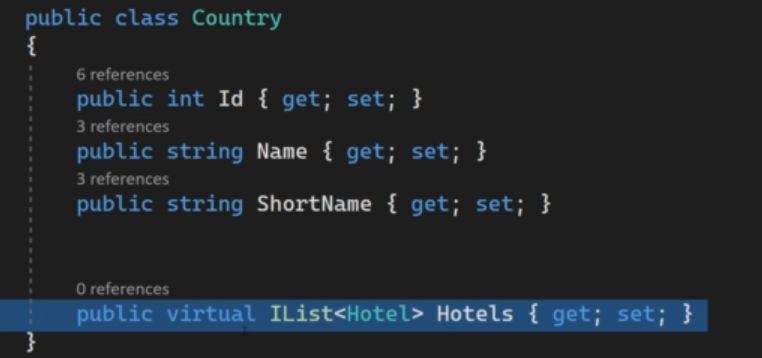 public class Country
{
6 references
public int Id { get; set; }
3 references
public string Name { get; set; }
3 references
public string ShortName { get; set; }
0 references
public virtual IList<Hotel> Hotels { get; set; }
}